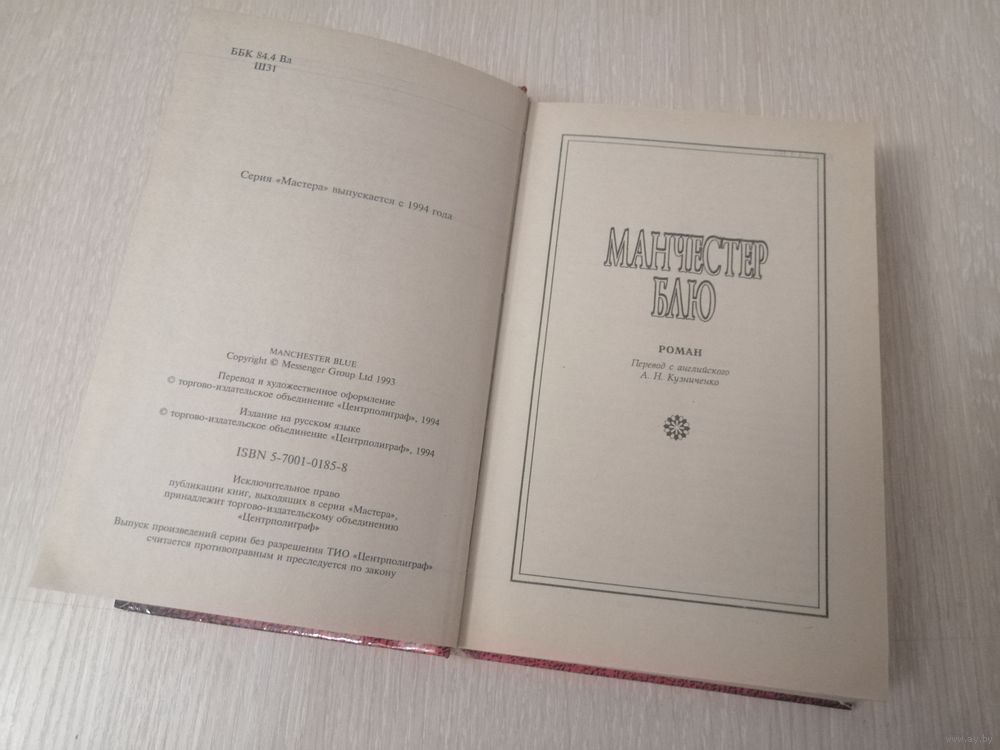 ББК 84.4 Вл
Ш31
Серия «Мастера» выпускается с 1994 года
MANCHESTER BLUE
Copyright © Messenger Group Ltd 1993
Перевод и художественное оформление
© торгово-издательское объединение «Центрполиграф», 1994
Издание на русском языке
© торгово-издательское объединение «Центрполиграф», 1994
ISBN 5-7001-0185-8
Исключительное право
публикации книг, выходящих в серии «Мастера»,
принадлежит торгово-издательскому объединению
«Центрполиграф»
Выпуск произведений серии без разрешения ТИО «Центрполиграф»
считается противоправным и преследуется по закону
МАНЧЕСТЕР
БЛЮ
РОМАН
Перевод с английского
А. Н. Кузниченко
www.ay.by